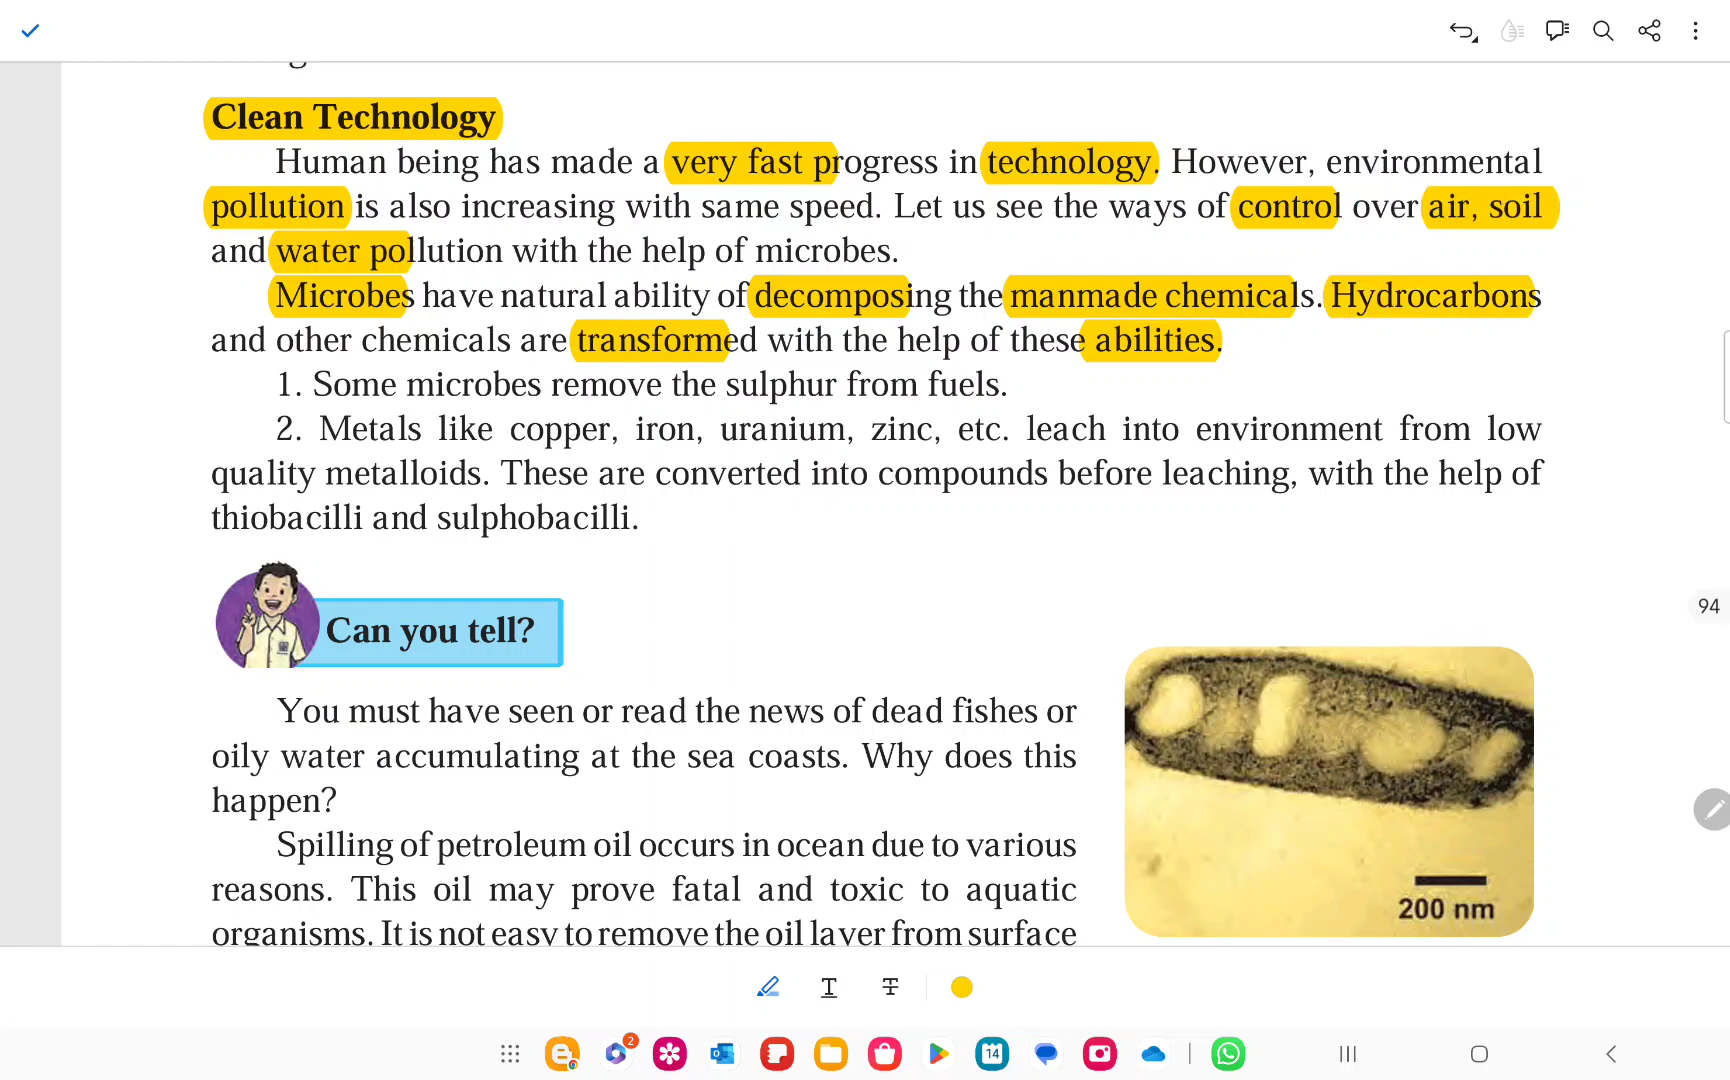 Clean Technology
Human being has made a very fast progress in technology. However, environmental
pollution is also increasing with same speed. Let us see the ways of control over air, soil
and water pollution with the help of microbes.
Microbes have natural ability of decomposing the manmade chemicals. Hydrocarbons
and other chemicals are transformed with the help of these abilities.
1. Some microbes remove the sulphur from fuels.
2. Metals like copper, iron, uranium, zinc, etc. leach into environment from low
quality metalloids. These are converted into compounds before leaching, with the help of
thiobacilli and sulphobacilli.
94
Can you tell?
You must have seen or read the news of dead fishes or
oily water accumulating at the sea coasts. Why does this
happen?
Spilling of petroleum oil occurs in ocean due to various
reasons. This oil may prove fatal and toxic to aquatic
organisms. It is not easy to remove the oil layer from surface
200 nm
T T
2
14